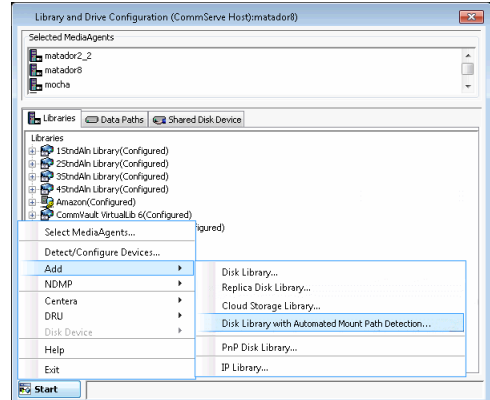 Library and Drive Configuration (CommServe Host):matador8)
Selected MediaAgents
matador2_2
matador8
mocha
Libraries
Data Paths
Shared Disk Device
Libraries
1StndAln Library(Configured)
2StndAln Library(Configured)
3StndAln Library(Configured)
4StndAln Library(Configured)
Amazon(Configured)
CommVault VirtualLib 6(Configured)
igured)
Select MediaAgents...
Detect/Configure Devices...
Add
NDMP
Centera
DRU
Disk Device
Help
Exit
Disk Library...
Replica Disk Library...
Cloud Storage Library...
Disk Library with Automated Mount Path Detection...
PnP Disk Library...
IP Library...
Start